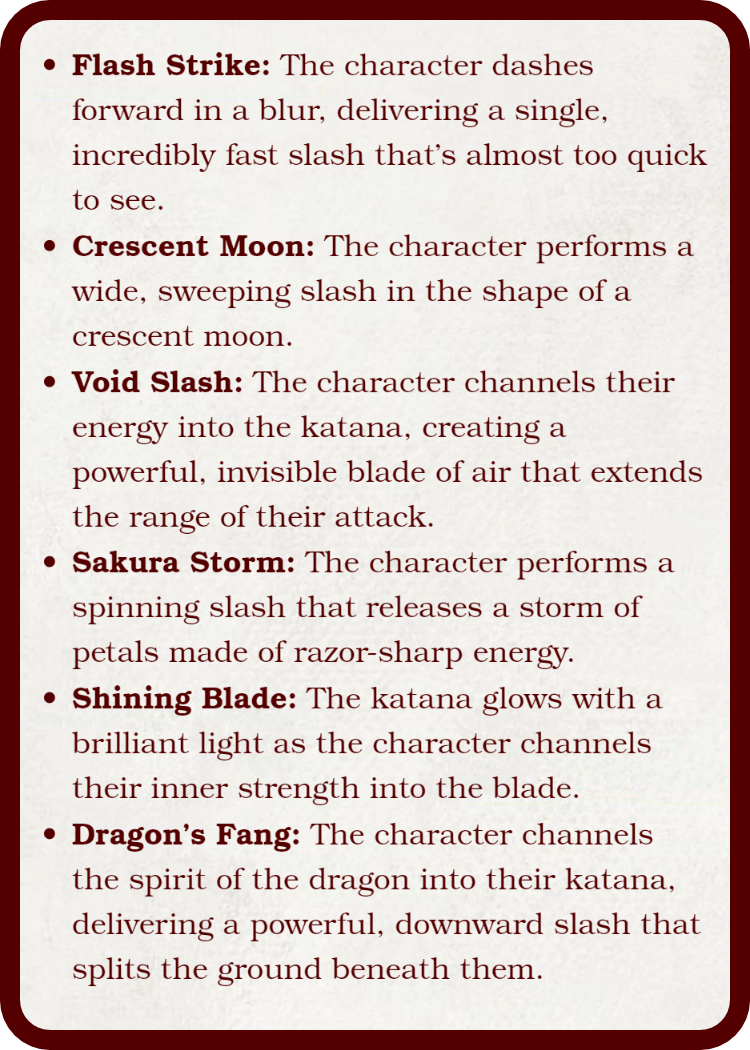 • Flash Strike: The character dashes
forward in a blur, delivering a single,
incredibly fast slash that’s almost too quick
to see.
• Crescent Moon: The character performs a
wide, sweeping slash in the shape of a
crescent moon.
• Void Slash: The character channels their
energy into the katana, creating a
powerful, invisible blade of air that extends
the range of their attack.
• Sakura Storm: The character performs a
spinning slash that releases a storm of
petals made of razor-sharp energy.
• Shining Blade: The katana glows with a
brilliant light as the character channels
their inner strength into the blade.
• Dragon’s Fang: The character channels
the spirit of the dragon into their katana,
delivering a powerful, downward slash that
splits the ground beneath them.